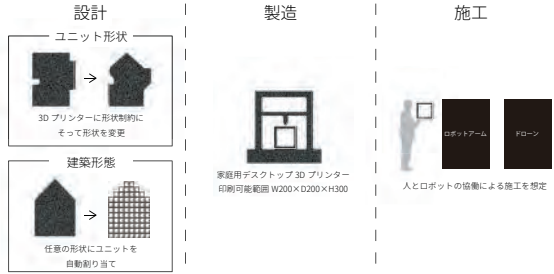 設計
ユニット形状
3D プリンターに形状制約に
そって形状を変更
建築形態
任意の形状にユニットを
自動割り当て
製造
家庭用デスクトップ 3D プリンター
印刷可能範囲 W200×D200×H300
施工
ロボットアーム
ドローン
人とロボットの協働による施工を想定